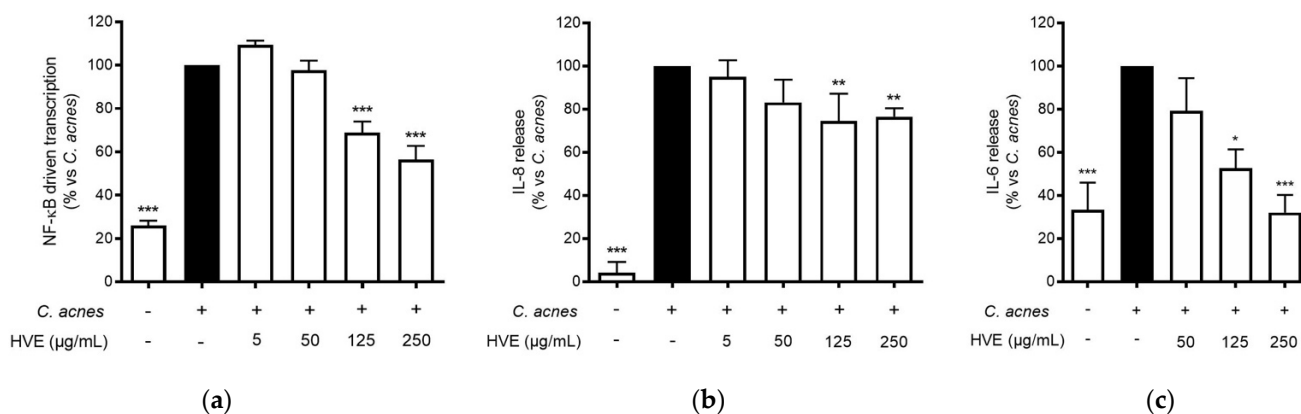 NF-κB driven transcription
(% vs C. acnes)
120
100
80
60
40
20
0
***
***
***
C. acnes - + + + + +
HVE (µg/mL) - - 5 50 125 250
(a)
IL-8 release
(% vs C. acnes)
120
100
80
60
40
20
0
***
**
**
C. acnes - + + + + +
HVE (µg/mL) - - 5 50 125 250
(b)
IL-6 release
(% vs C. acnes)
120
100
80
60
40
20
0
***
*
***
C. acnes - + + + +
HVE (µg/mL) - - 50 125 250
(c)